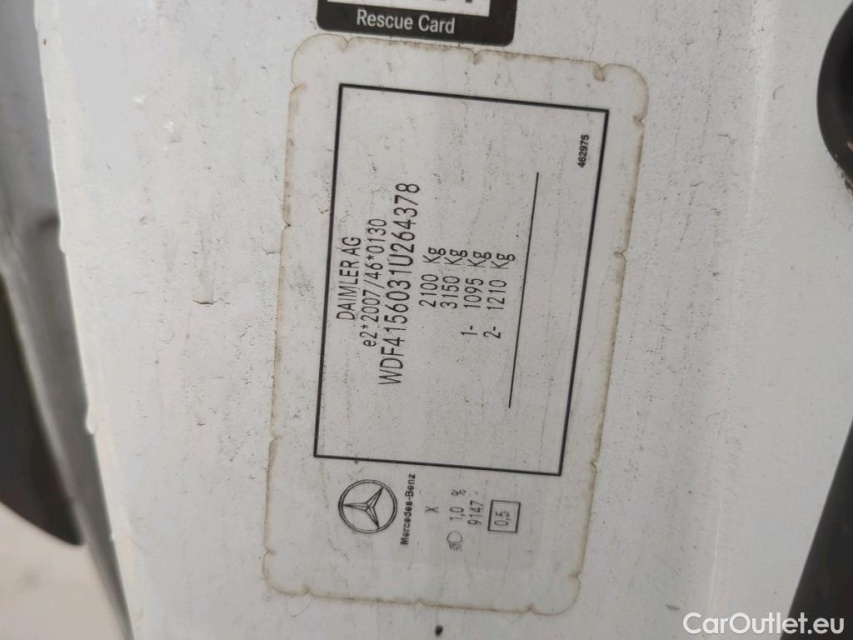 Rescue Card
DAIMLER AG
e2*2007/46*0130
WDF4156031U264378
2100 Kg
3150 Kg
1- 1095 Kg
2- 1210 Kg
462975
Mercedes-Benz
X
1,0 %
9147 -
0,5
CarOutlet.eu